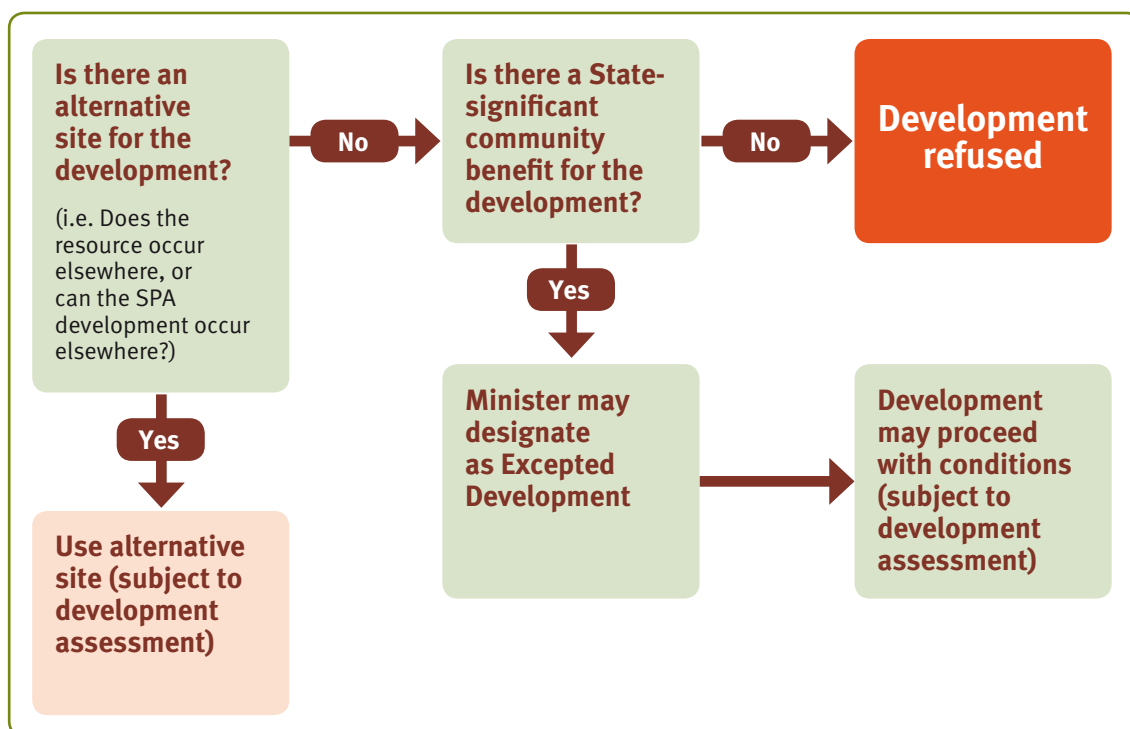 Is there an
alternative
site for the
development?
(i.e. Does the
resource occur
elsewhere, or
can the SPA
development occur
elsewhere?)
No
Is there a State-
significant
community
benefit for the
development?
No
Development
refused
Yes
Yes
Minister may
designate
as Excepted
Development
Development
may proceed
with conditions
(subject to
development
assessment)
Use alternative
site (subject to
development
assessment)